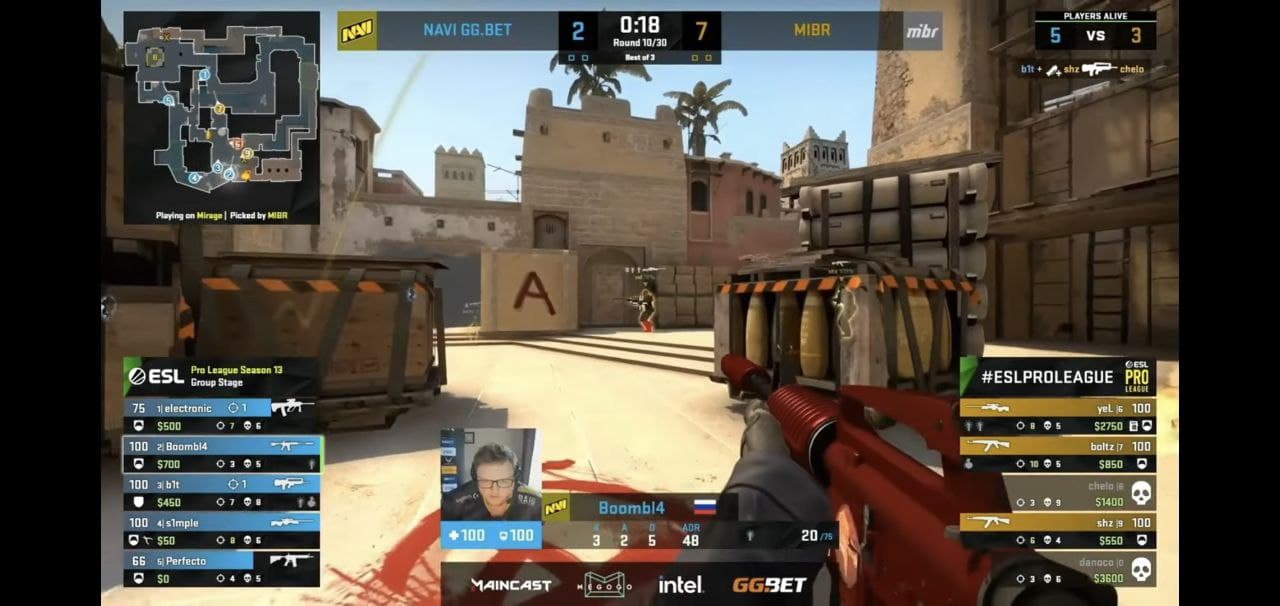 NAVI GG.BET 2 0:18 7 MIBR mibr
Round 10/30
Best of 3
PLAYERS ALIVE
5 VS 3
b1t + shz chelo
Playing on Mirage | Picked by MIBR
A
ESL Pro League Season 13
Group Stage
75 1| electronic 1
$500 7 6
100 2| Boombl4
$700 3 5
100 3| b1t 1
$450 7 8
100 4| s1mple
$50 8 6
66 5| Perfecto
$0 4 5
#ESLPROLEAGUE ESL PRO LEAGUE
yeL |6 100
8 5 $2750
boltz |7 100
10 5 $850
chelo |8
3 9 $1400
shz |9 100
6 4 $550
danoco |0
3 6 $3600
NAVI Boombl4
100 100
K A D ADR
3 2 5 48
20 /75
MAINCAST MEGOGO intel. GG.BET